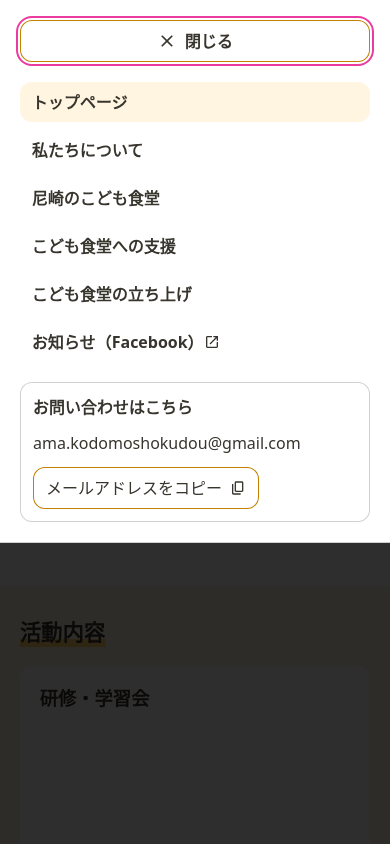 閉じる
トップページ
私たちについて
尼崎のこども食堂
こども食堂への支援
こども食堂の立ち上げ
お知らせ（Facebook）
お問い合わせはこちら
ama.kodomoshokudou@gmail.com
メールアドレスをコピー
活動内容
研修・学習会